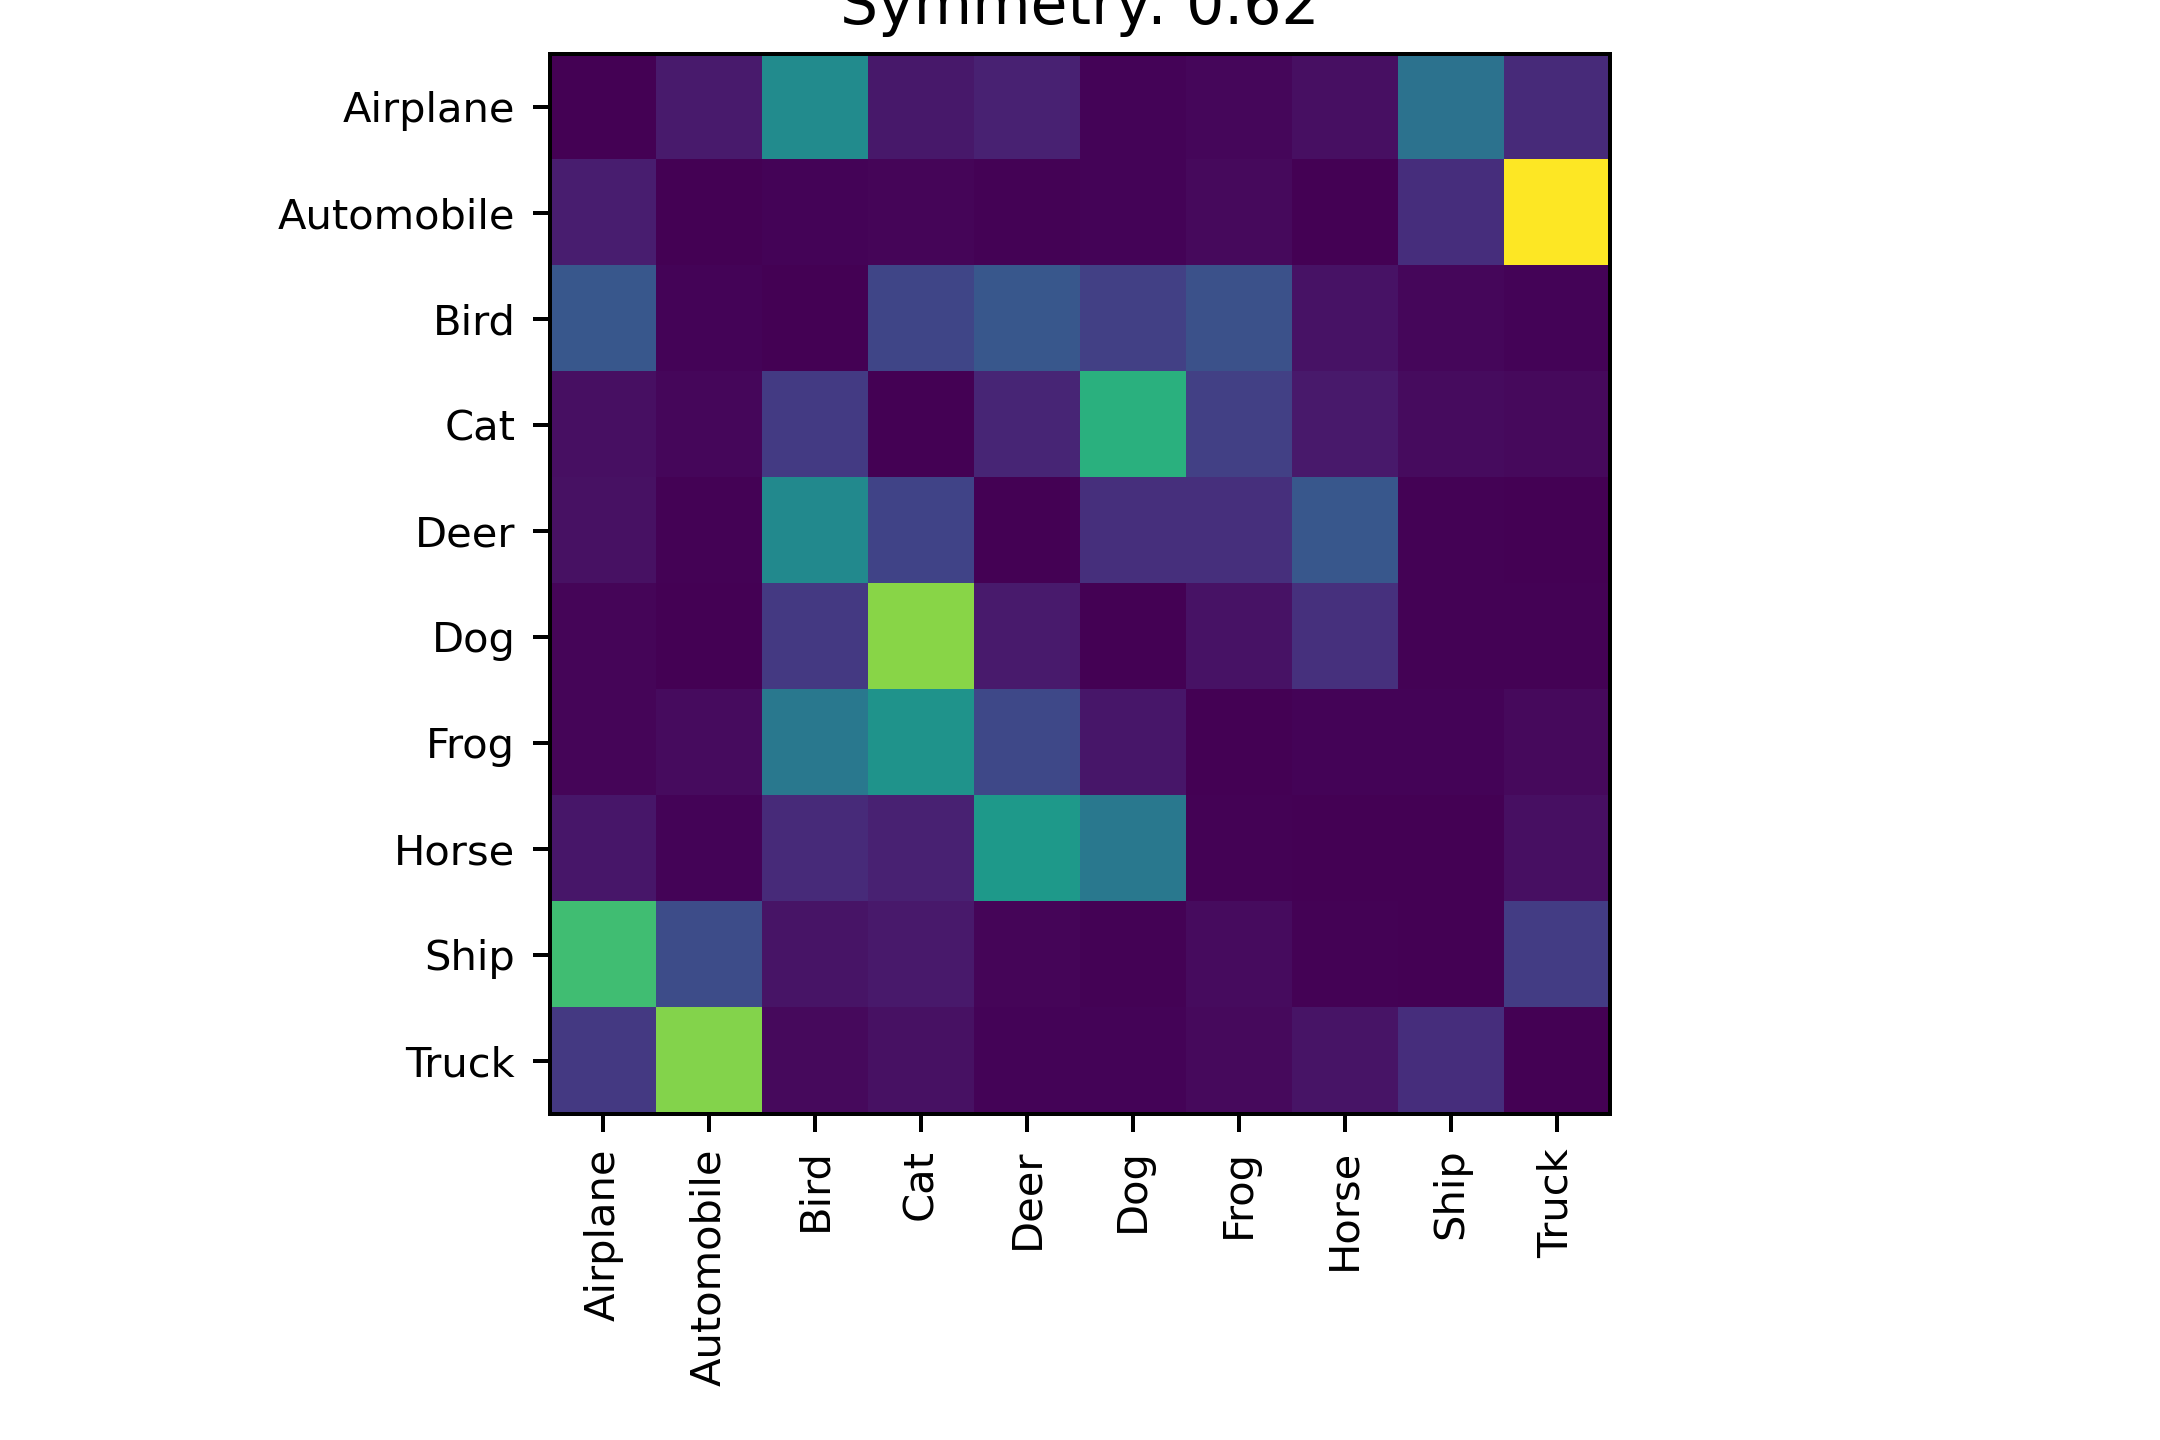 Symmetry: 0.62
Airplane
Automobile
Bird
Cat
Deer
Dog
Frog
Horse
Ship
Truck
Airplane
Automobile
Bird
Cat
Deer
Dog
Frog
Horse
Ship
Truck